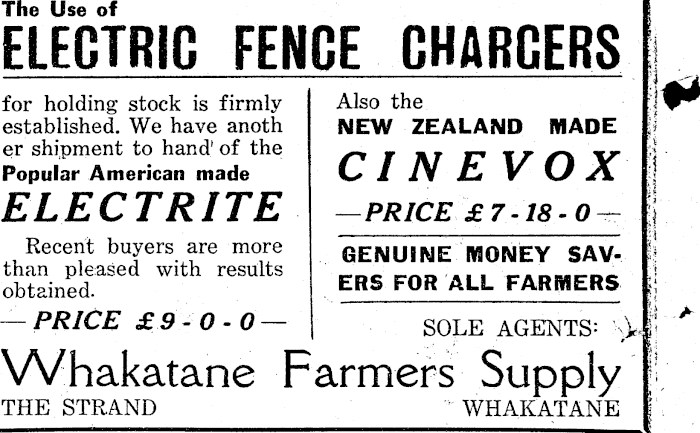 The Use of
ELECTRIC FENCE CHARGERS
for holding stock is firmly
established. We have anoth
er shipment to hand of the
Popular American made
ELECTRITE
Recent buyers are more
than pleased with results
obtained.
— PRICE £9-0-0 —
Also the
NEW ZEALAND MADE
CINEVOX
— PRICE £7-18-0 —
GENUINE MONEY SAV-
ERS FOR ALL FARMERS
SOLE AGENTS:
Whakatane Farmers Supply
THE STRAND WHAKATANE